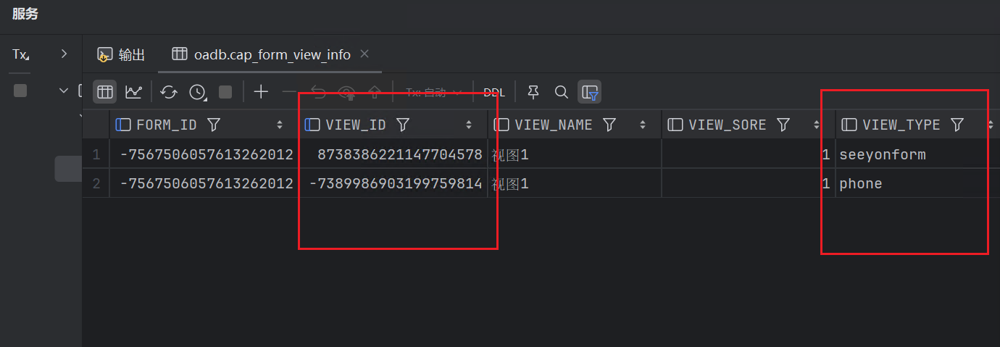 服务
Tx
输出
oadb.cap_form_view_info
Tx: 自动
DDL
FORM_ID VIEW_ID VIEW_NAME VIEW_SORE VIEW_TYPE
1 -7567506057613262012 8738386221147704578 视图1 1 seeyonform
2 -7567506057613262012 -7389986903199759814 视图1 1 phone